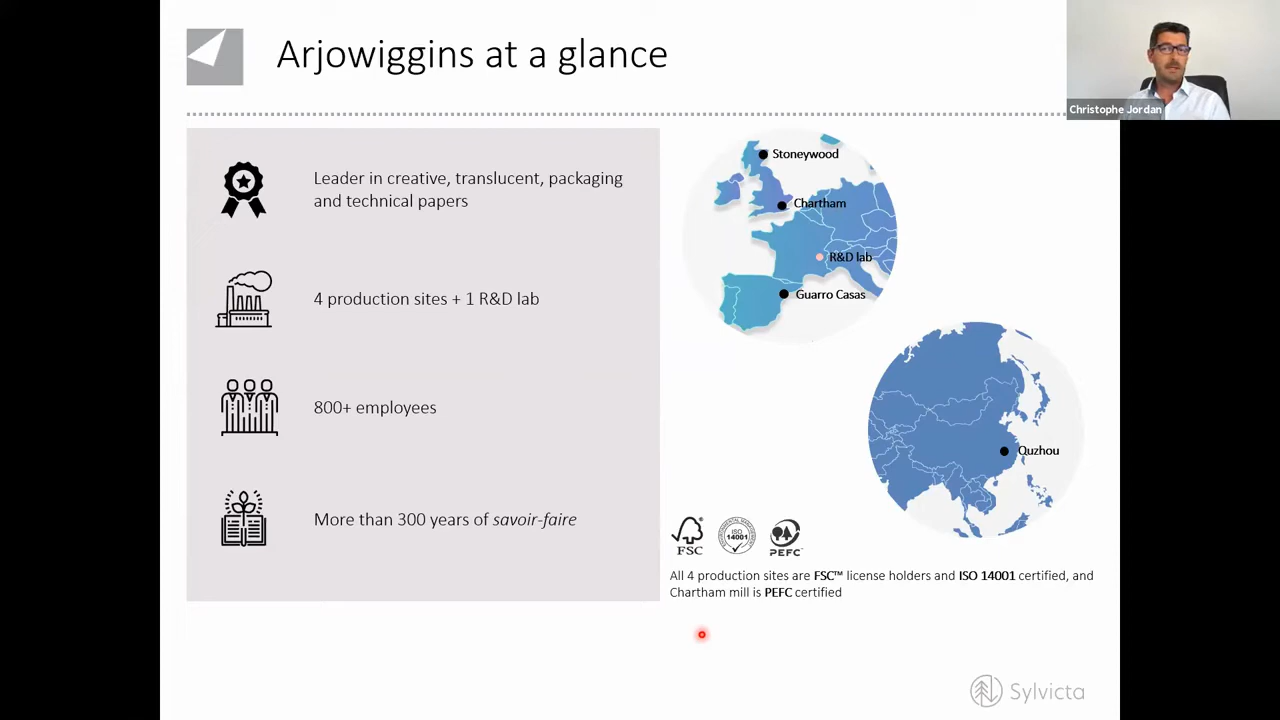 Arjowiggins at a glance
Christophe Jordan
Leader in creative, translucent, packaging
and technical papers
4 production sites + 1 R&D lab
800+ employees
More than 300 years of savoir-faire
Stoneywood
Chartham
R&D lab
Guarro Casas
Quzhou
FSC
ISO
14001
PEFC
All 4 production sites are FSC™ license holders and ISO 14001 certified, and
Chartham mill is PEFC certified
Sylvicta